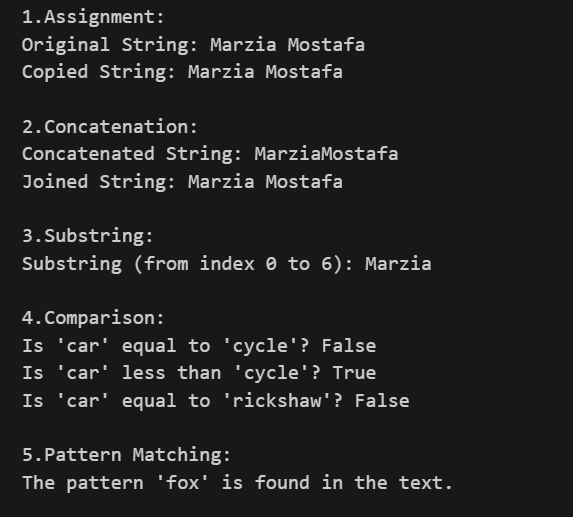 1.Assignment:
Original String: Marzia Mostafa
Copied String: Marzia Mostafa
2.Concatenation:
Concatenated String: MarziaMostafa
Joined String: Marzia Mostafa
3.Substring:
Substring (from index 0 to 6): Marzia
4.Comparison:
Is 'car' equal to 'cycle'? False
Is 'car' less than 'cycle'? True
Is 'car' equal to 'rickshaw'? False
5.Pattern Matching:
The pattern 'fox' is found in the text.